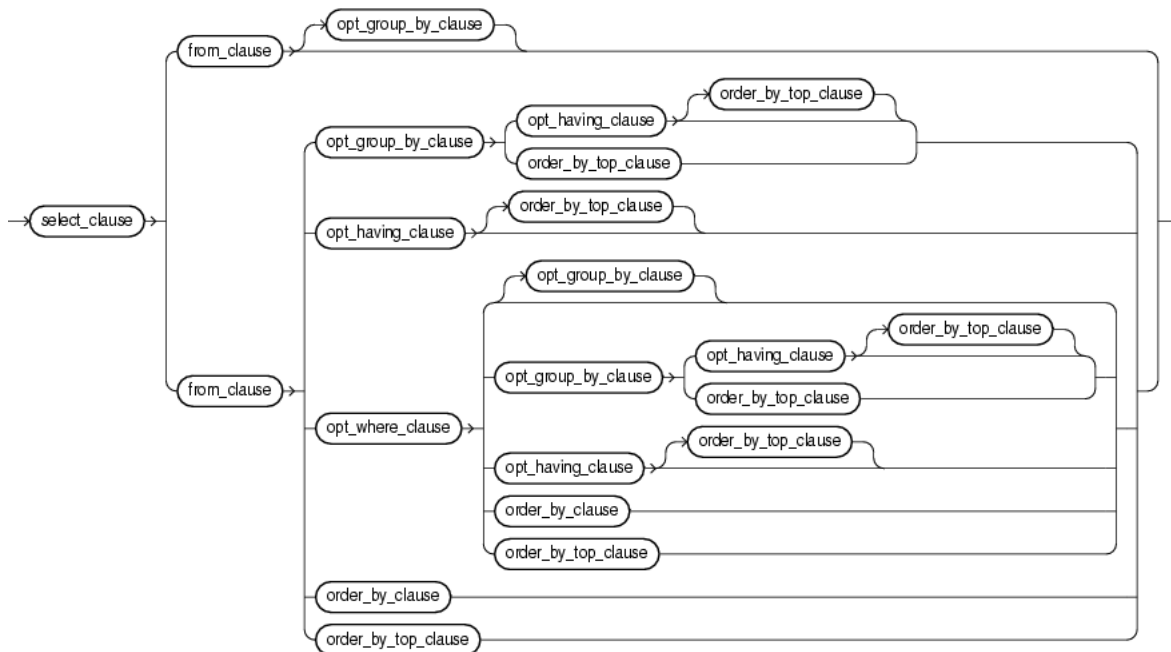 opt_group_by_clause
from_clause
order_by_top_clause
opt_having_clause
opt_group_by_clause
order_by_top_clause
order_by_top_clause
select_clause
opt_having_clause
opt_group_by_clause
order_by_top_clause
opt_having_clause
opt_group_by_clause
from_clause
order_by_top_clause
opt_where_clause
order_by_top_clause
opt_having_clause
order_by_clause
order_by_top_clause
order_by_clause
order_by_top_clause